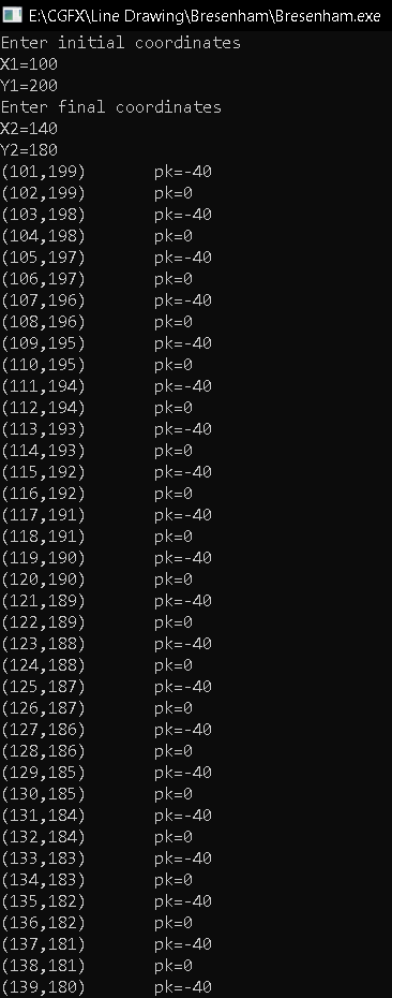 E:\CGFX\Line Drawing\Bresenham\Bresenham.exe
Enter initial coordinates
X1=100
Y1=200
Enter final coordinates
X2=140
Y2=180
(101,199) pk=-40
(102,199) pk=0
(103,198) pk=-40
(104,198) pk=0
(105,197) pk=-40
(106,197) pk=0
(107,196) pk=-40
(108,196) pk=0
(109,195) pk=-40
(110,195) pk=0
(111,194) pk=-40
(112,194) pk=0
(113,193) pk=-40
(114,193) pk=0
(115,192) pk=-40
(116,192) pk=0
(117,191) pk=-40
(118,191) pk=0
(119,190) pk=-40
(120,190) pk=0
(121,189) pk=-40
(122,189) pk=0
(123,188) pk=-40
(124,188) pk=0
(125,187) pk=-40
(126,187) pk=0
(127,186) pk=-40
(128,186) pk=0
(129,185) pk=-40
(130,185) pk=0
(131,184) pk=-40
(132,184) pk=0
(133,183) pk=-40
(134,183) pk=0
(135,182) pk=-40
(136,182) pk=0
(137,181) pk=-40
(138,181) pk=0
(139,180) pk=-40